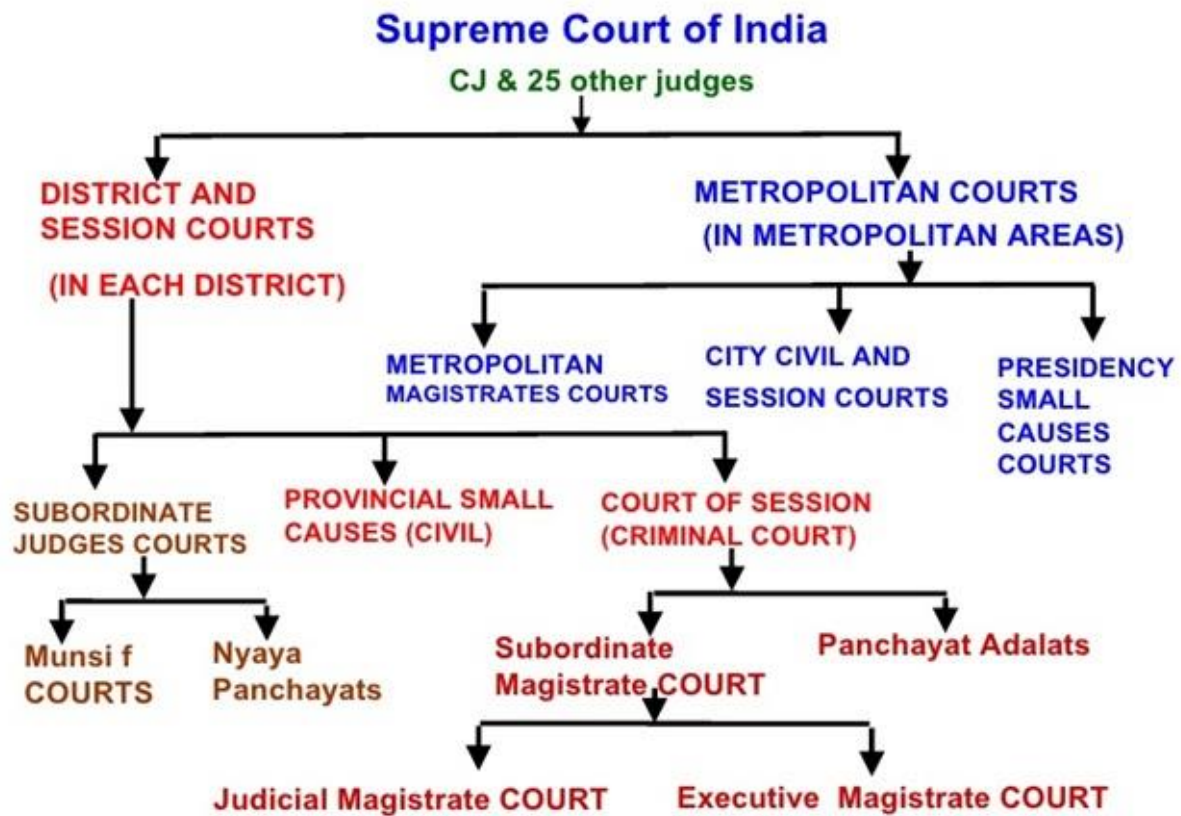 Supreme Court of India
CJ & 25 other judges
DISTRICT AND
SESSION COURTS
(IN EACH DISTRICT)
METROPOLITAN COURTS
(IN METROPOLITAN AREAS)
METROPOLITAN
MAGISTRATES COURTS
CITY CIVIL AND
SESSION COURTS
PRESIDENCY
SMALL
CAUSES
COURTS
SUBORDINATE
JUDGES COURTS
PROVINCIAL SMALL
CAUSES (CIVIL)
COURT OF SESSION
(CRIMINAL COURT)
Munsi f
COURTS
Nyaya
Panchayats
Subordinate
Magistrate COURT
Panchayat Adalats
Judicial Magistrate COURT
Executive Magistrate COURT